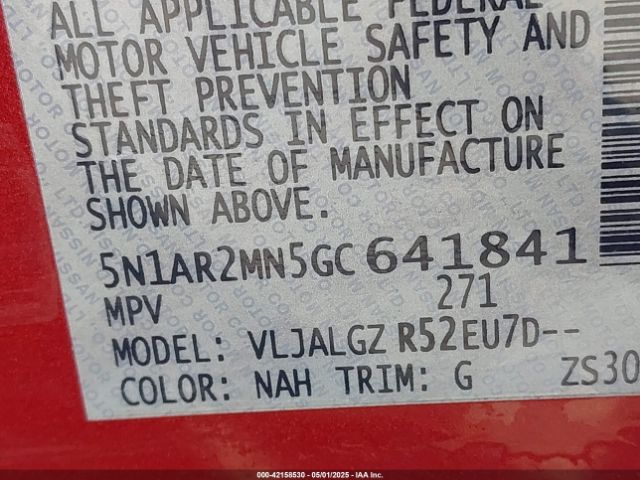 ALL APPLICABLE FEDERAL
MOTOR VEHICLE SAFETY AND
THEFT PREVENTION
STANDARDS IN EFFECT ON
THE DATE OF MANUFACTURE
SHOWN ABOVE.
5N1AR2MN5GC641841
MPV 271
MODEL: VLJALGZ R52EU7D--
COLOR: NAH TRIM: G ZS30
000-42158530 - 05/01/2025 - IAA Inc.